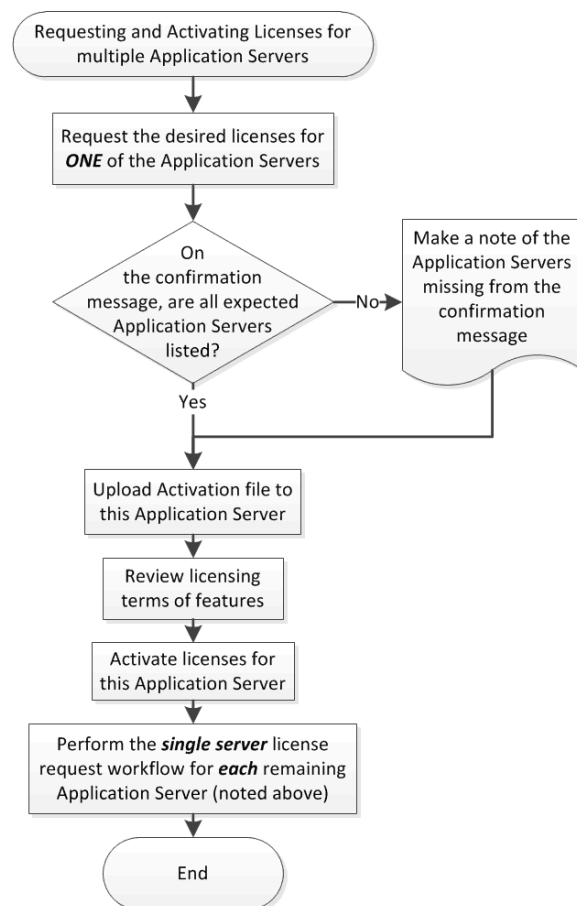 Requesting and Activating Licenses for
multiple Application Servers
Request the desired licenses for
ONE of the Application Servers
On
the confirmation
message, are all expected
Application Servers
listed?
No
Make a note of the
Application Servers
missing from the
confirmation
message
Yes
Upload Activation file to
this Application Server
Review licensing
terms of features
Activate licenses for
this Application Server
Perform the single server license
request workflow for each remaining
Application Server (noted above)
End